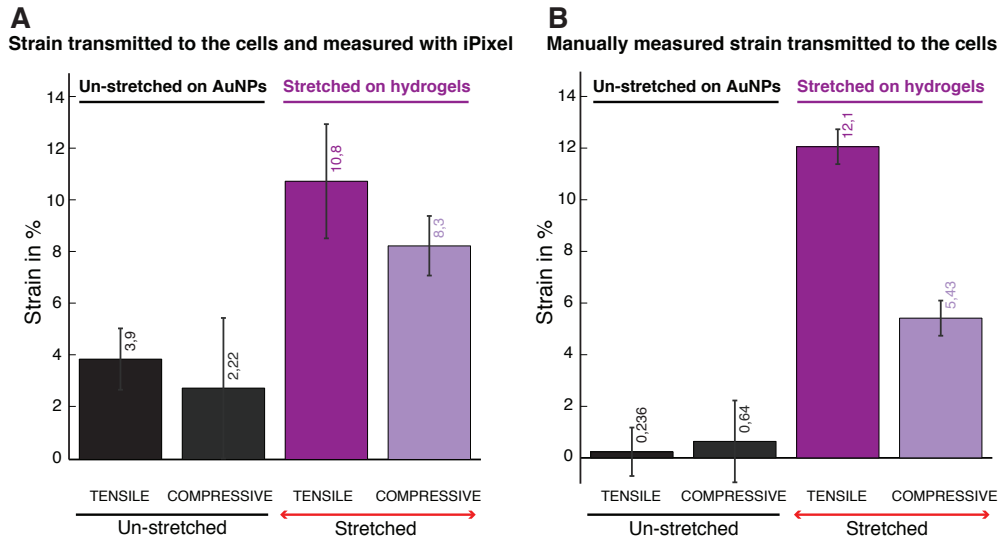 A
Strain transmitted to the cells and measured with iPixel
Un-stretched on AuNPs
Stretched on hydrogels
Strain in %
14
12
10
8
6
4
2
0
3,9
2,22
10,8
8,3
TENSILE
COMPRESSIVE
TENSILE
COMPRESSIVE
Un-stretched
Stretched
B
Manually measured strain transmitted to the cells
Un-stretched on AuNPs
Stretched on hydrogels
Strain in %
14
12
10
8
6
4
2
0
0,236
0,64
12,1
5,43
TENSILE
COMPRESSIVE
TENSILE
COMPRESSIVE
Un-stretched
Stretched